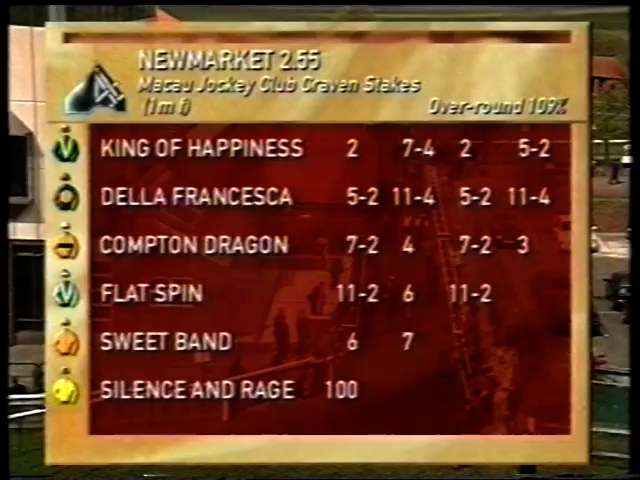 NEWMARKET 2.55
Macau Jockey Club Craven Stakes
(1m f) Over-round 109%
KING OF HAPPINESS 2 7-4 2 5-2
DELLA FRANCESCA 5-2 11-4 5-2 11-4
COMPTON DRAGON 7-2 4 7-2 3
FLAT SPIN 11-2 6 11-2
SWEET BAND 6 7
SILENCE AND RAGE 100